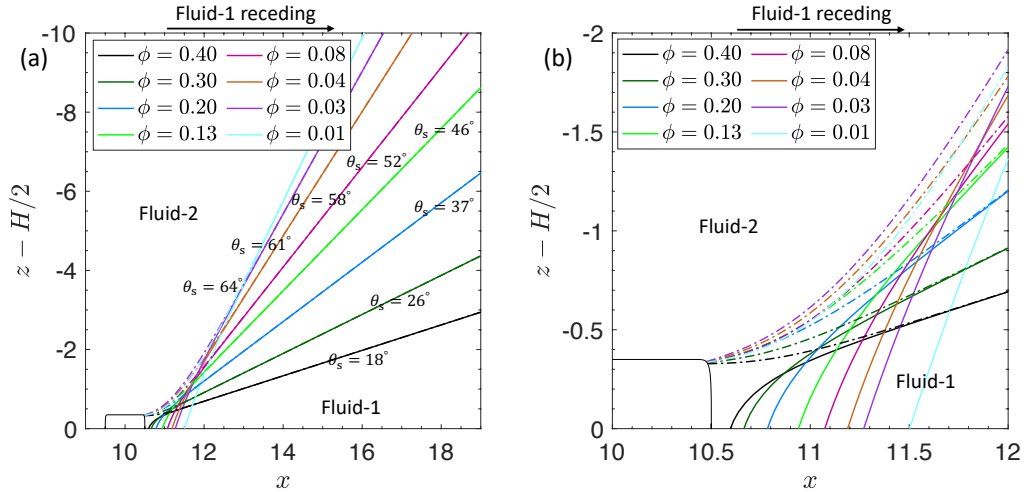 Fluid-1 receding
(a)
ϕ = 0.40 ϕ = 0.08
ϕ = 0.30 ϕ = 0.04
ϕ = 0.20 ϕ = 0.03
ϕ = 0.13 ϕ = 0.01
θs = 46°
θs = 52°
θs = 58°
θs = 37°
θs = 61°
θs = 64°
θs = 26°
θs = 18°
Fluid-2
Fluid-1
-10
-8
-6
-4
-2
0
z − H/2
10 12 14 16 18
x
Fluid-1 receding
(b)
ϕ = 0.40 ϕ = 0.08
ϕ = 0.30 ϕ = 0.04
ϕ = 0.20 ϕ = 0.03
ϕ = 0.13 ϕ = 0.01
Fluid-2
Fluid-1
-2
-1.5
-1
-0.5
0
z − H/2
10 10.5 11 11.5 12
x